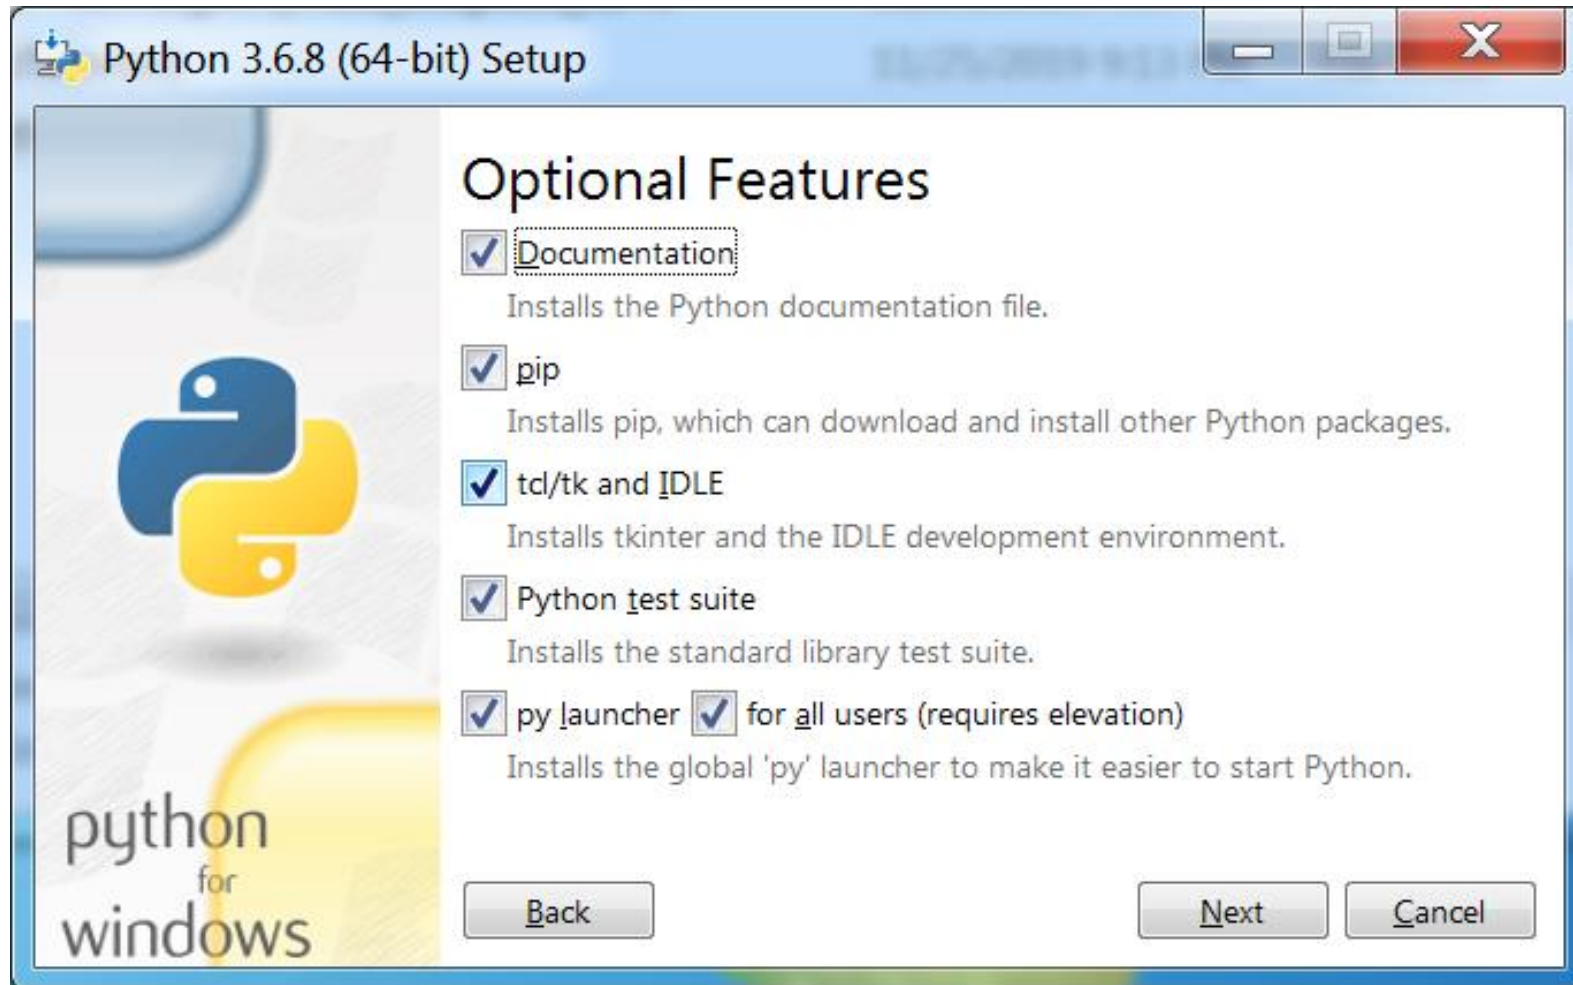 Python 3.6.8 (64-bit) Setup
Optional Features
Documentation
Installs the Python documentation file.
pip
Installs pip, which can download and install other Python packages.
tcl/tk and IDLE
Installs tkinter and the IDLE development environment.
Python test suite
Installs the standard library test suite.
py launcher for all users (requires elevation)
Installs the global 'py' launcher to make it easier to start Python.
python
for
windows
Back Next Cancel